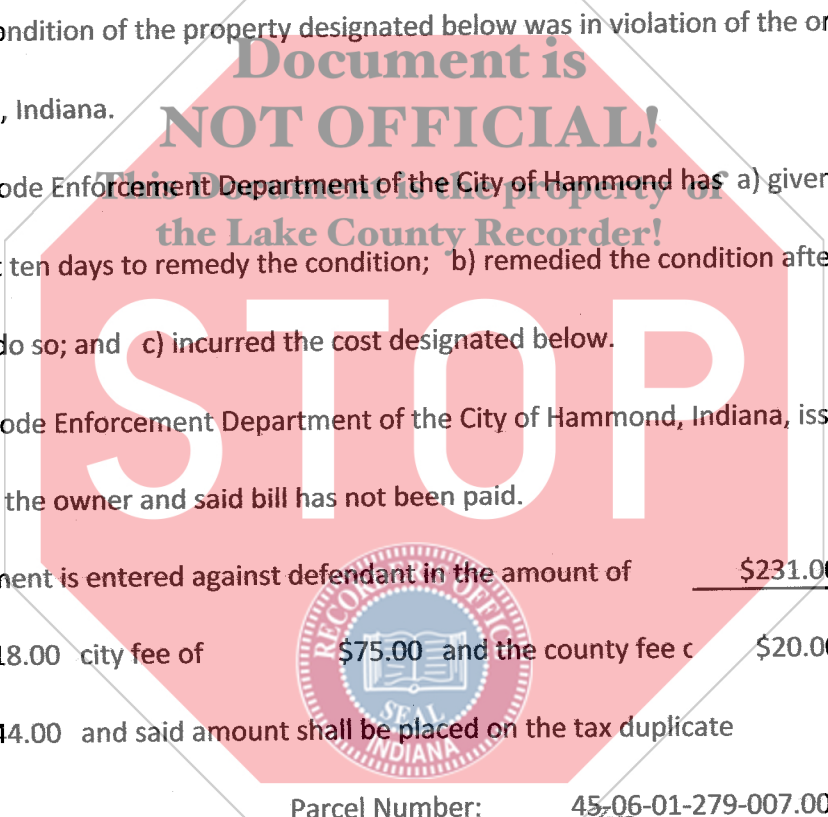 ondition of the property designated below was in violation of the or
Document is
, Indiana.
NOT OFFICIAL!
ode Enforcement Department of the City of Hammond has a) given
This Document is the property of
the Lake County Recorder!
ten days to remedy the condition; b) remedied the condition afte
STOP
do so; and c) incurred the cost designated below.
ode Enforcement Department of the City of Hammond, Indiana, iss
the owner and said bill has not been paid.
ment is entered against defendant in the amount of $231.00
18.00 city fee of $75.00 and the county fee c $20.00
RECORDER'S OFFIC
SEAL
INDIANA
44.00 and said amount shall be placed on the tax duplicate
Parcel Number: 45-06-01-279-007.00